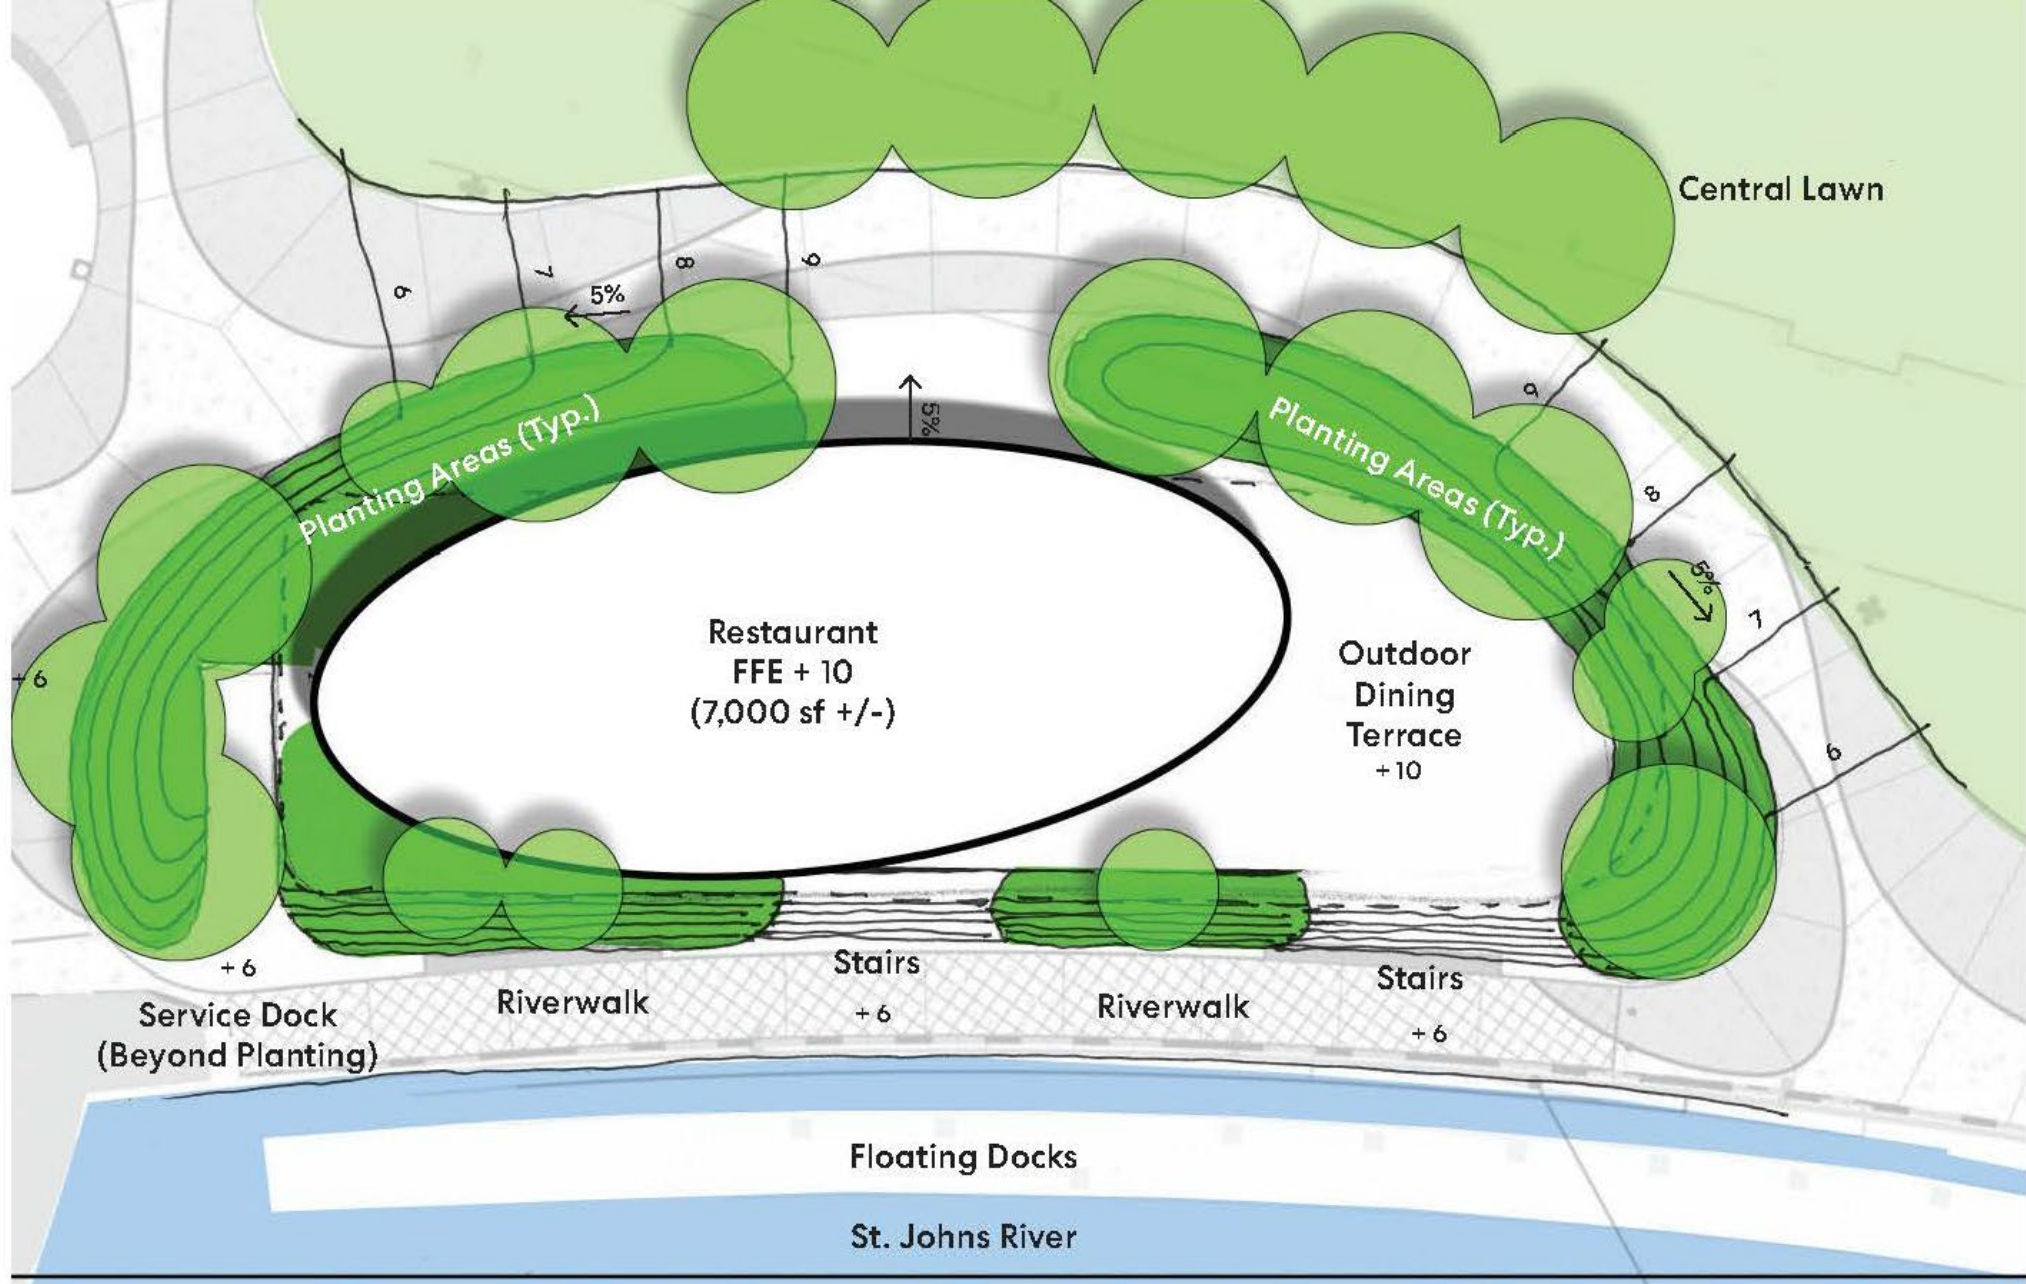 Central Lawn
6
7
8
9
5%
5%
9
8
5%
7
6
Planting Areas (Typ.)
Planting Areas (Typ.)
Restaurant
FFE + 10
(7,000 sf +/-)
Outdoor
Dining
Terrace
+ 10
+ 6
+ 6
Service Dock
(Beyond Planting)
Riverwalk
Stairs
+ 6
Riverwalk
Stairs
+ 6
Floating Docks
St. Johns River